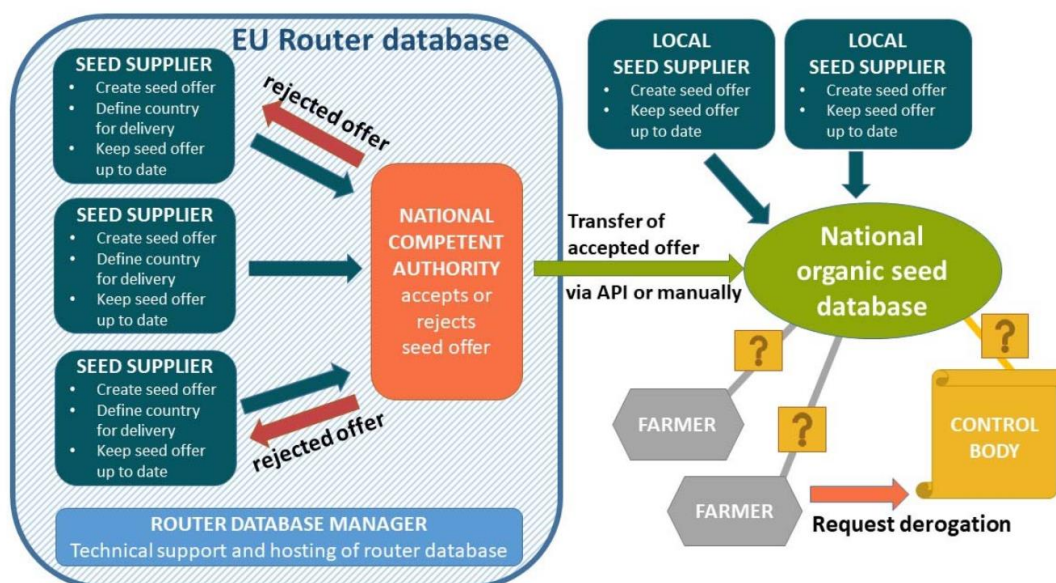 EU Router database
SEED SUPPLIER
• Create seed offer
• Define country
for delivery
• Keep seed offer
up to date
rejected offer
SEED SUPPLIER
• Create seed offer
• Define country
for delivery
• Keep seed offer
up to date
SEED SUPPLIER
• Create seed offer
• Define country
for delivery
• Keep seed offer
up to date
rejected offer
NATIONAL
COMPETENT
AUTHORITY
accepts or
rejects
seed offer
ROUTER DATABASE MANAGER
Technical support and hosting of router database
Transfer of
accepted offer
via API or manually
LOCAL
SEED SUPPLIER
• Create seed offer
• Keep seed offer
up to date
LOCAL
SEED SUPPLIER
• Create seed offer
• Keep seed offer
up to date
National
organic seed
database
?
?
?
FARMER
FARMER
CONTROL
BODY
Request derogation